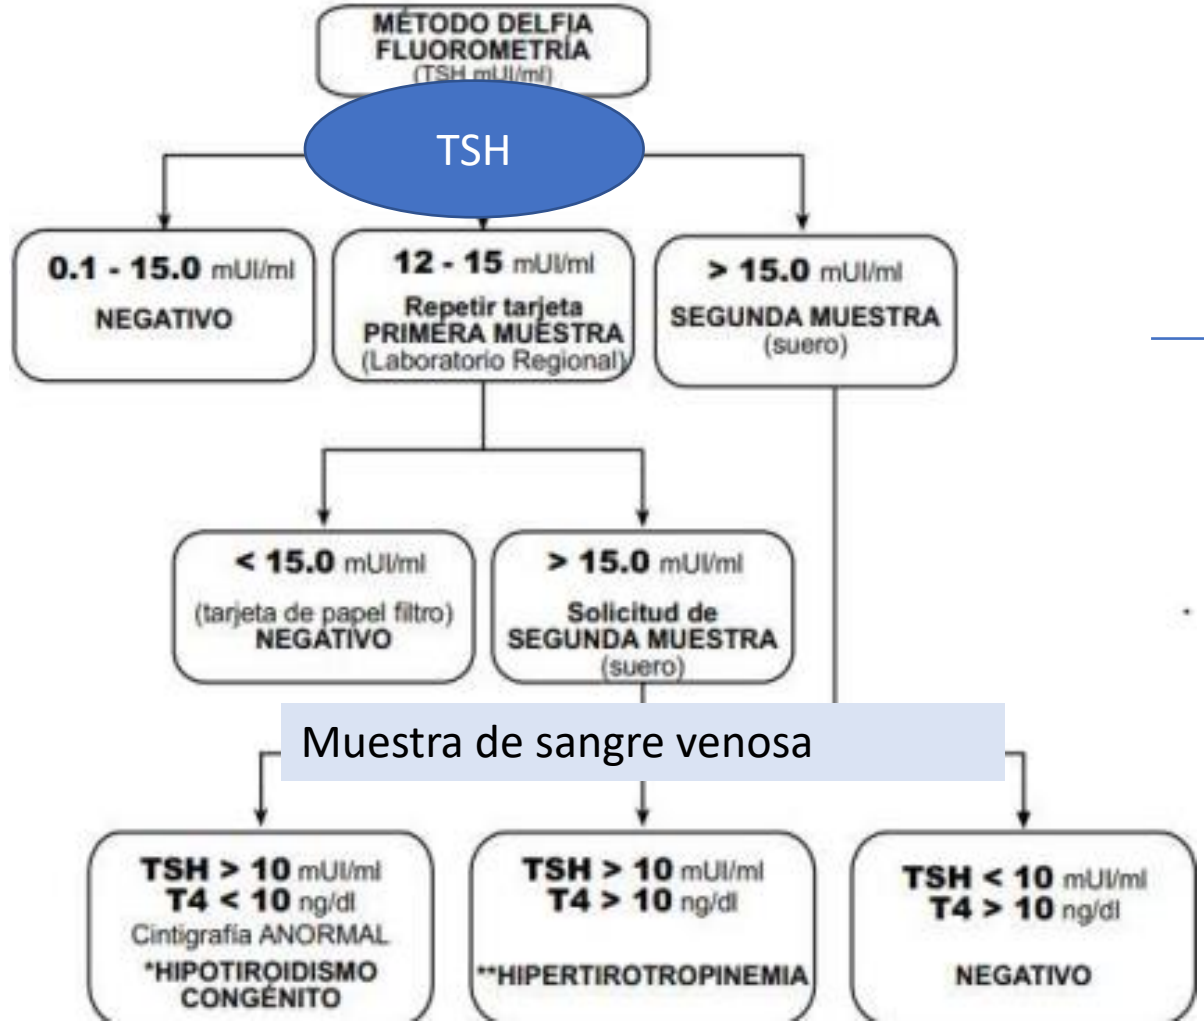 MÉTODO DELFIA
FLUOROMETRÍA
(TSH mUI/ml)
TSH
0.1 - 15.0 mUI/ml
NEGATIVO
12 - 15 mUI/ml
Repetir tarjeta
PRIMERA MUESTRA
(Laboratorio Regional)
> 15.0 mUI/ml
SEGUNDA MUESTRA
(suero)
< 15.0 mUI/ml
(tarjeta de papel filtro)
NEGATIVO
> 15.0 mUI/ml
Solicitud de
SEGUNDA MUESTRA
(suero)
Muestra de sangre venosa
TSH > 10 mUI/ml
T4 < 10 ng/dl
Cintigrafía ANORMAL
*HIPOTIROIDISMO
CONGÉNITO
TSH > 10 mUI/ml
T4 > 10 ng/dl
**HIPERTIROTROPINEMIA
TSH < 10 mUI/ml
T4 > 10 ng/dl
NEGATIVO